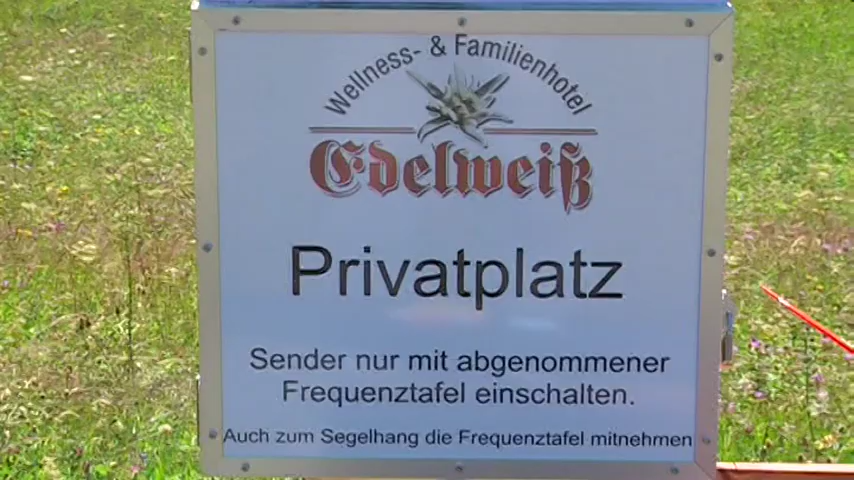 Wellness- & Familienhotel
Edelweiß
Privatplatz
Sender nur mit abgenommener
Frequenztafel einschalten.
Auch zum Segelhang die Frequenztafel mitnehmen